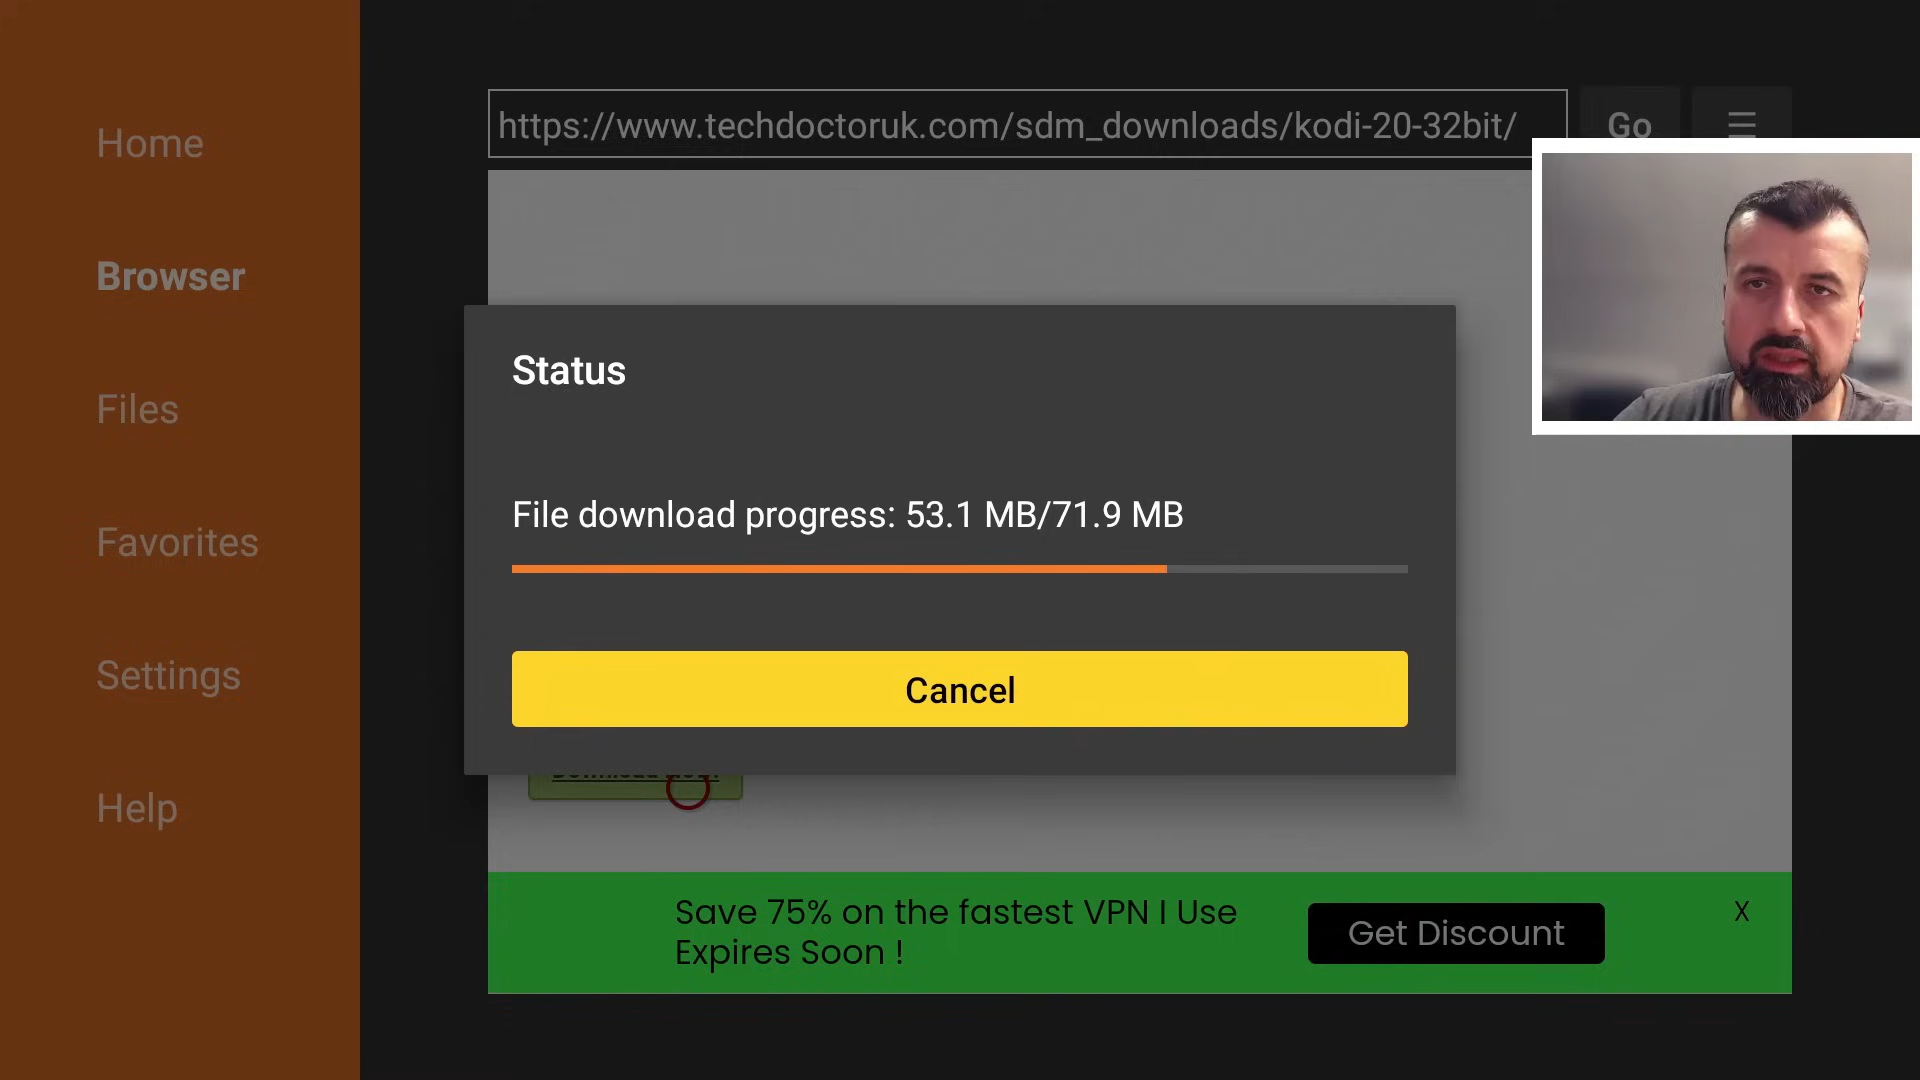 Home
Browser
Files
Favorites
Settings
Help
https://www.techdoctoruk.com/sdm_downloads/kodi-20-32bit/
Go
Status
File download progress: 53.1 MB/71.9 MB
Cancel
Save 75% on the fastest VPN I Use
Expires Soon !
Get Discount
X